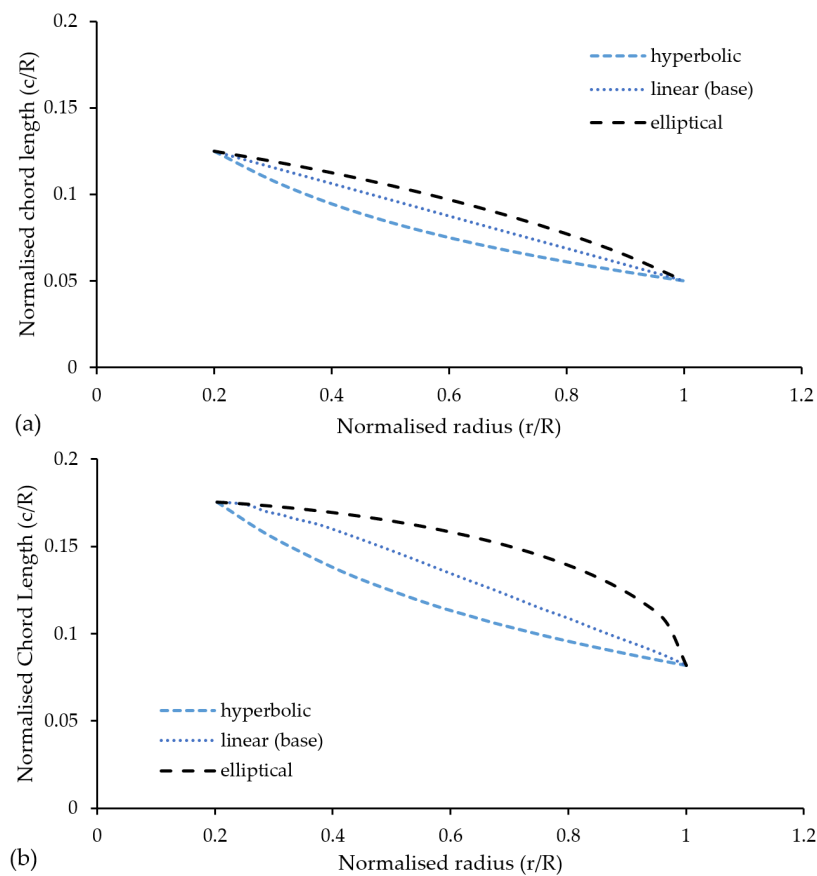 0.2
0.15
0.1
0.05
0
Normalised chord length (c/R)
hyperbolic
linear (base)
elliptical
0
0.2
0.4
0.6
0.8
1
1.2
Normalised radius (r/R)
(a)
0.2
0.15
0.1
0.05
0
Normalised Chord Length (c/R)
hyperbolic
linear (base)
elliptical
0
0.2
0.4
0.6
0.8
1
1.2
Normalised radius (r/R)
(b)